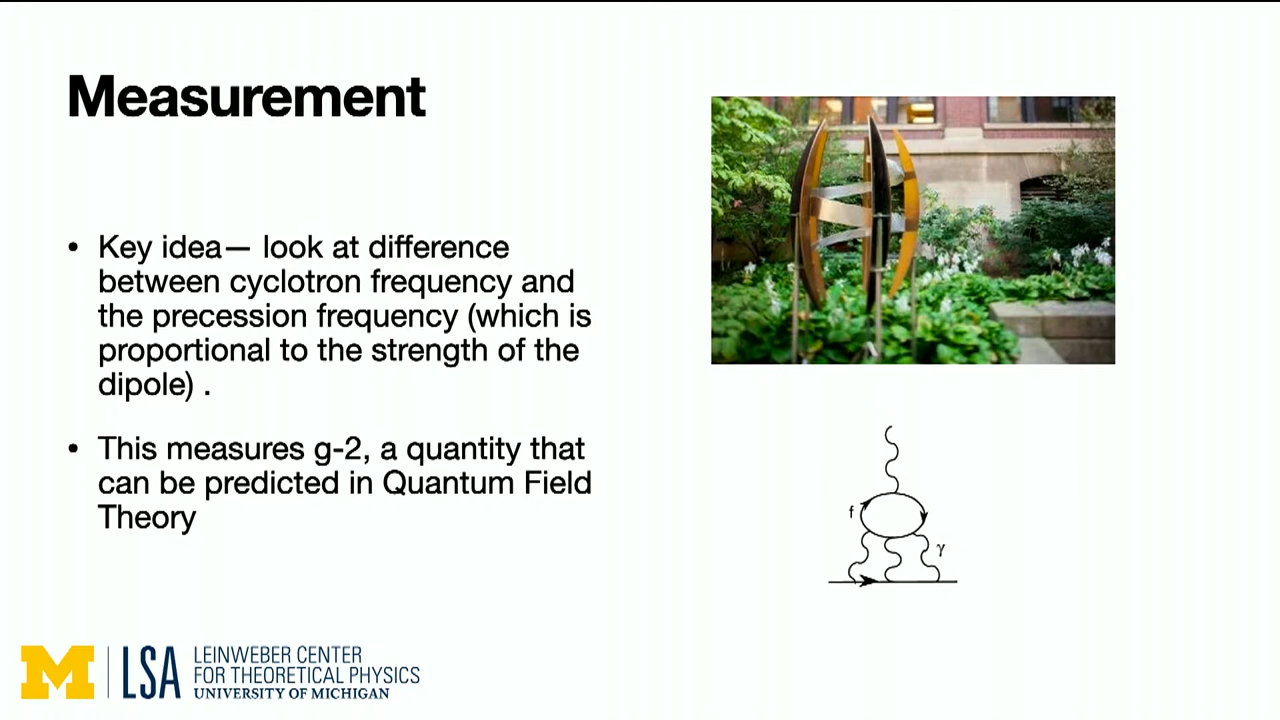 Measurement
• Key idea— look at difference
between cyclotron frequency and
the precession frequency (which is
proportional to the strength of the
dipole) .
• This measures g-2, a quantity that
can be predicted in Quantum Field
Theory
f
γ
M LSA
LEINWEBER CENTER
FOR THEORETICAL PHYSICS
UNIVERSITY OF MICHIGAN